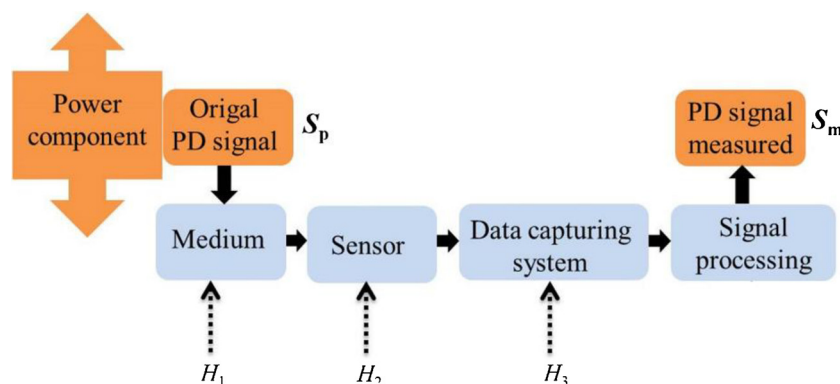 Power
component
Origal
PD signal
Sp
PD signal
measured
Sm
Medium
Sensor
Data capturing
system
Signal
processing
H1
H2
H3